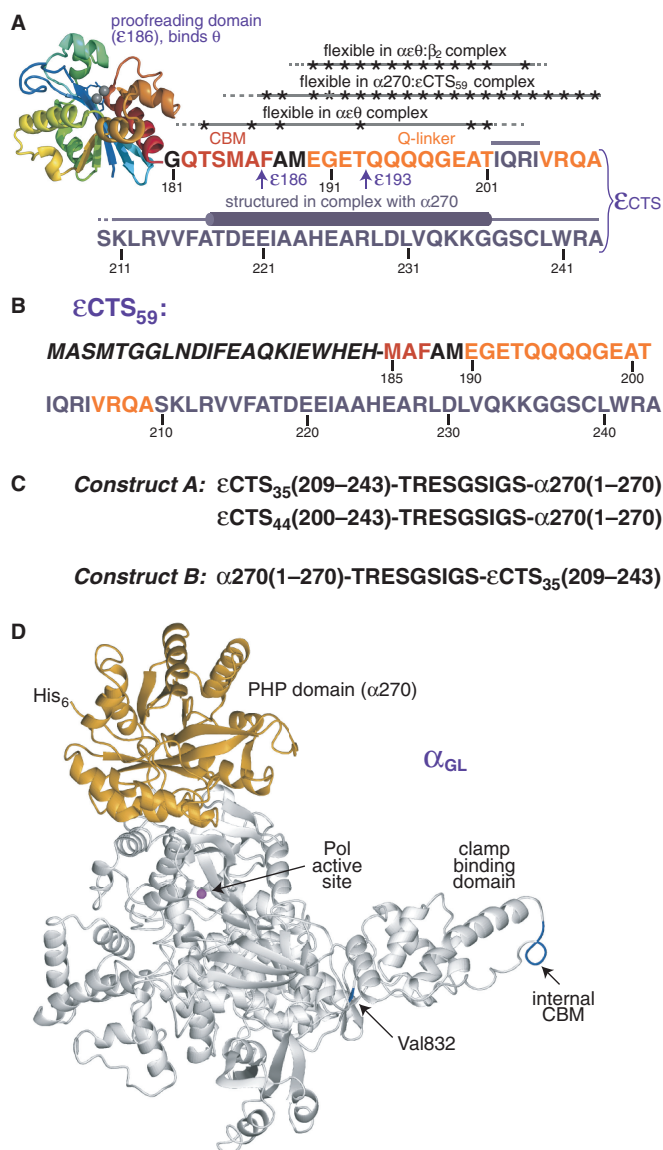 A
proofreading domain
(ε186), binds θ
flexible in αεθ:β2 complex
* * * * * * * * * * * * *
flexible in α270:εCTS59 complex
flexible in αεθ complex
CBM
Q-linker
GQTSMAFAMEGETQQQQGEATIQRIVRQA
181
ε186
191
ε193
201
structured in complex with α270
εCTS
SKLRVVFATDEEIAAHEARLDLVQKKGGSCLWRA
211
221
231
241
B
εCTS59:
MASMTGGLNDIFEAQKIEWHEH-MAFAMEGETQQQQGEAT
185
190
200
IQRIVRQASKLRVVFATDEEIAAHEARLDLVQKKGGSCLWRA
210
220
230
240
C
Construct A: εCTS35(209–243)-TRESGSIGS-α270(1–270)
εCTS44(200–243)-TRESGSIGS-α270(1–270)
Construct B: α270(1–270)-TRESGSIGS-εCTS35(209–243)
D
His6
PHP domain (α270)
αGL
Pol
active
site
clamp
binding
domain
internal
CBM
Val832